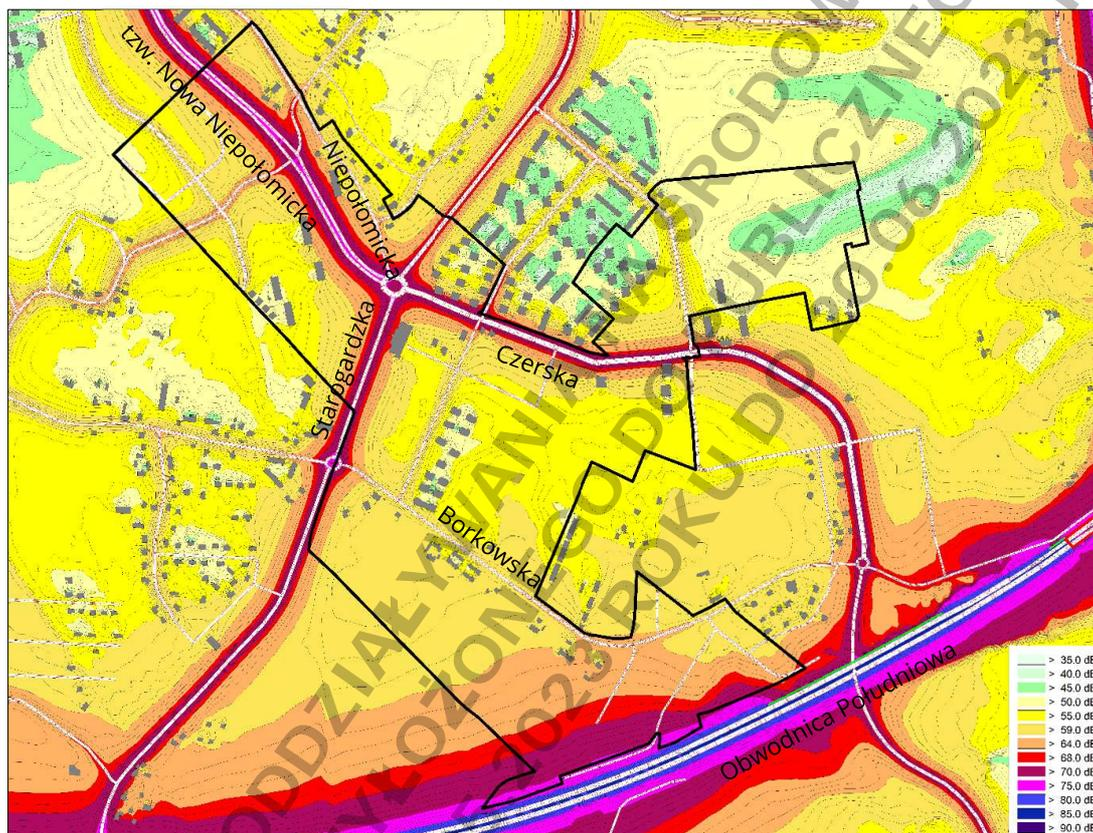 tzw. Nowa Niepołomicka
Niepołomicka
Starogardzka
Czerska
Borkowska
Obwodnica Południowa
> 35.0 dB
> 40.0 dB
> 45.0 dB
> 50.0 dB
> 55.0 dB
> 59.0 dB
> 64.0 dB
> 68.0 dB
> 70.0 dB
> 75.0 dB
> 80.0 dB
> 85.0 dB
> 90.0 dB